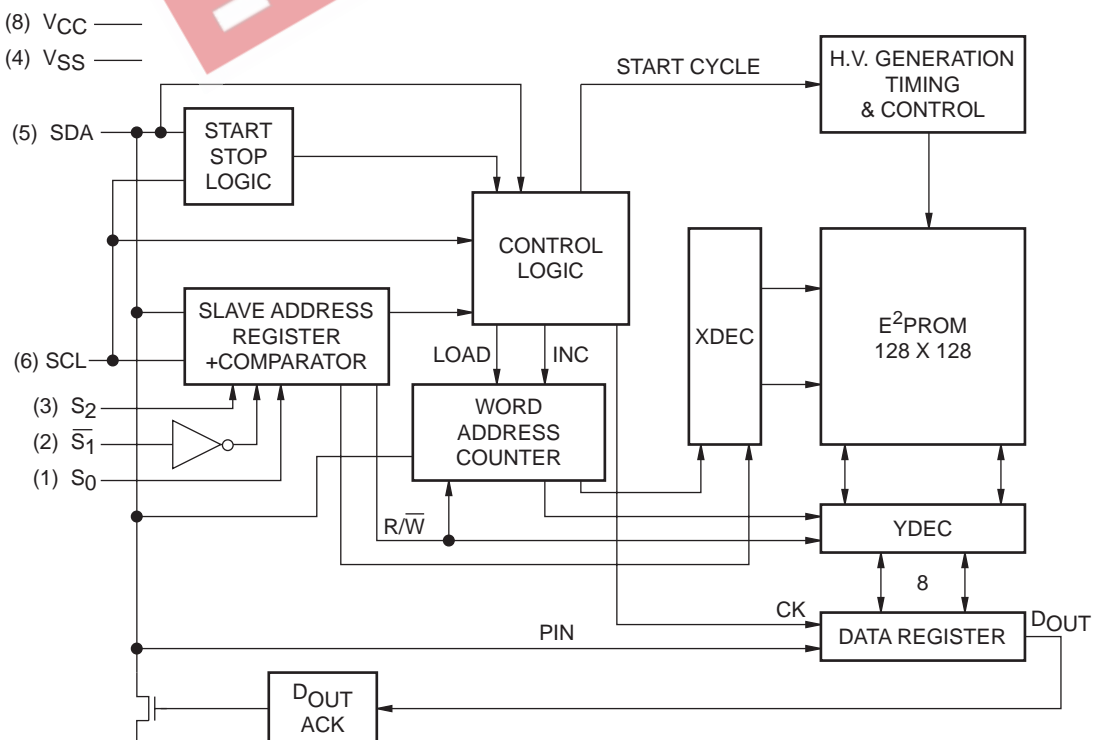 (8) VCC
(4) VSS
START CYCLE
H.V. GENERATION
TIMING
& CONTROL
(5) SDA
START
STOP
LOGIC
CONTROL
LOGIC
SLAVE ADDRESS
REGISTER
+COMPARATOR
XDEC
E²PROM
128 X 128
(6) SCL
LOAD
INC
(3) S2
(2) S̅1̅
(1) S0
WORD
ADDRESS
COUNTER
R/W̅
YDEC
8
CK
PIN
DATA REGISTER
DOUT
DOUT
ACK